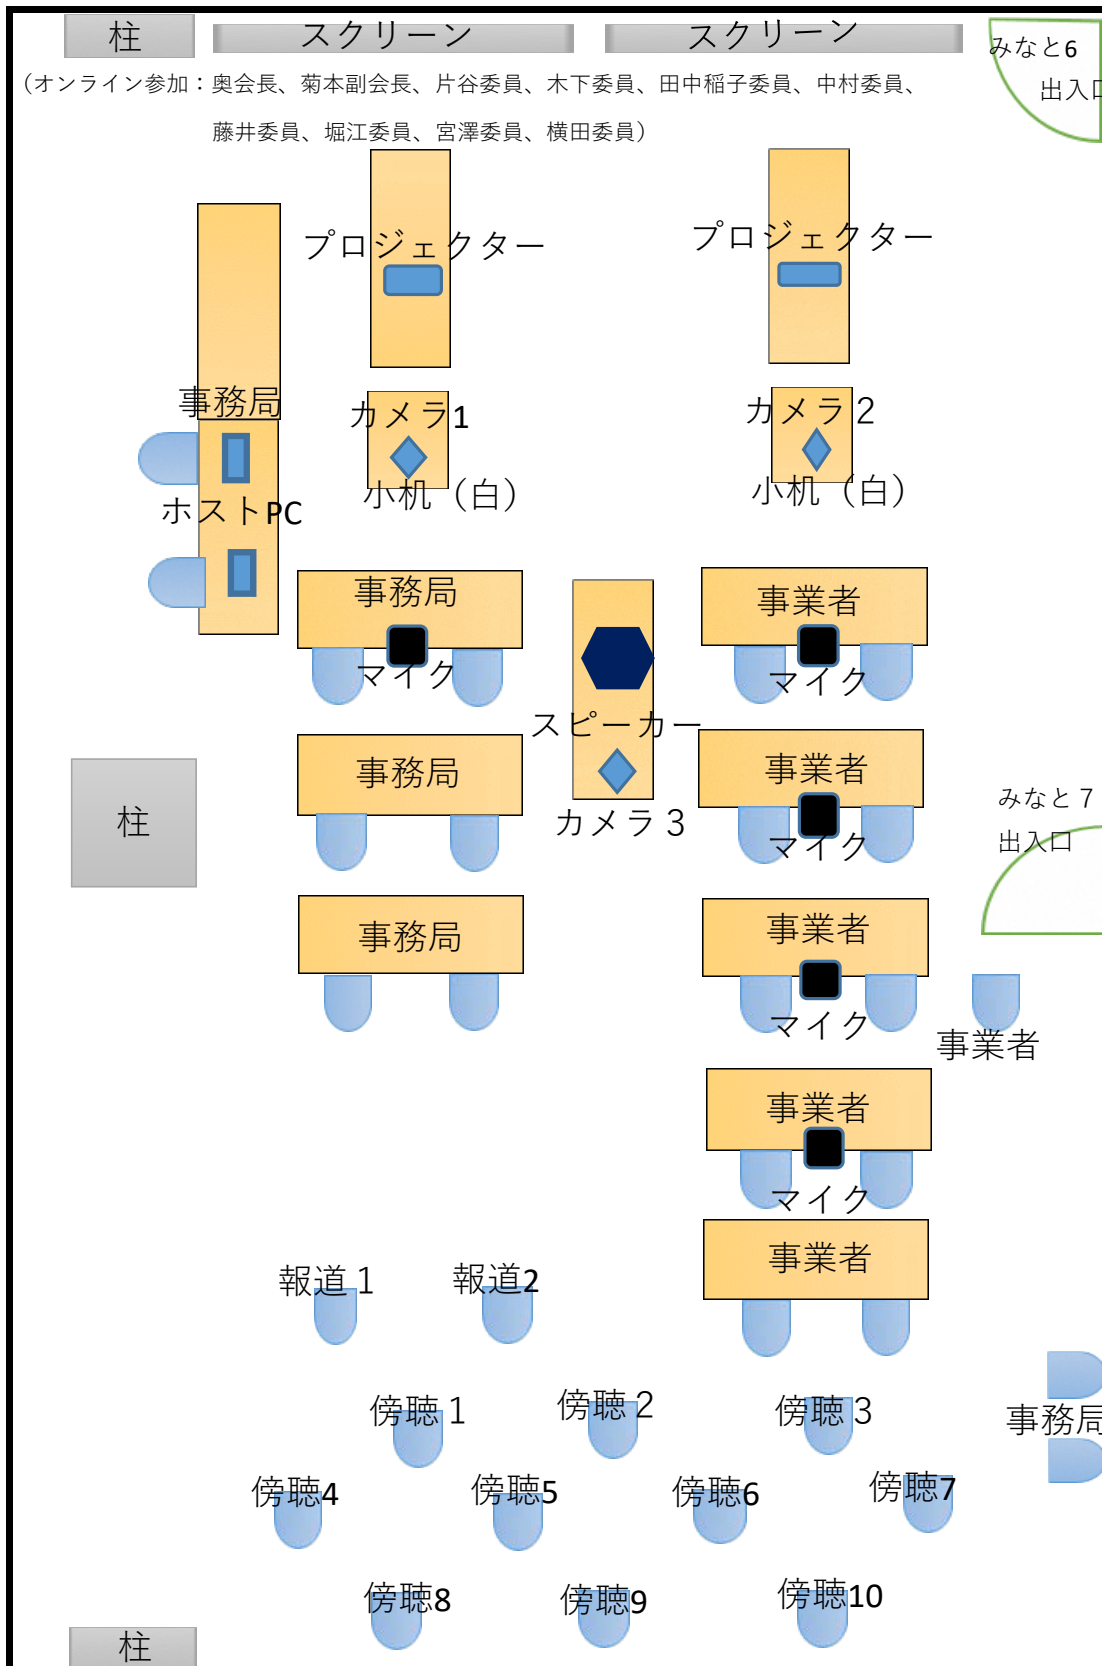 柱
スクリーン
スクリーン
みなと6
出入口
（オンライン参加：奥会長、菊本副会長、片谷委員、木下委員、田中稲子委員、中村委員、
藤井委員、堀江委員、宮澤委員、横田委員）
プロジェクター
プロジェクター
事務局
カメラ1
カメラ２
小机（白）
小机（白）
ホストPC
事務局
事業者
マイク
マイク
スピーカー
事務局
事業者
柱
カメラ３
マイク
みなと７
出入口
事務局
事業者
マイク
事業者
事業者
マイク
事業者
報道１
報道2
傍聴１
傍聴２
傍聴３
事務局
傍聴4
傍聴5
傍聴6
傍聴7
傍聴8
傍聴9
傍聴10
柱